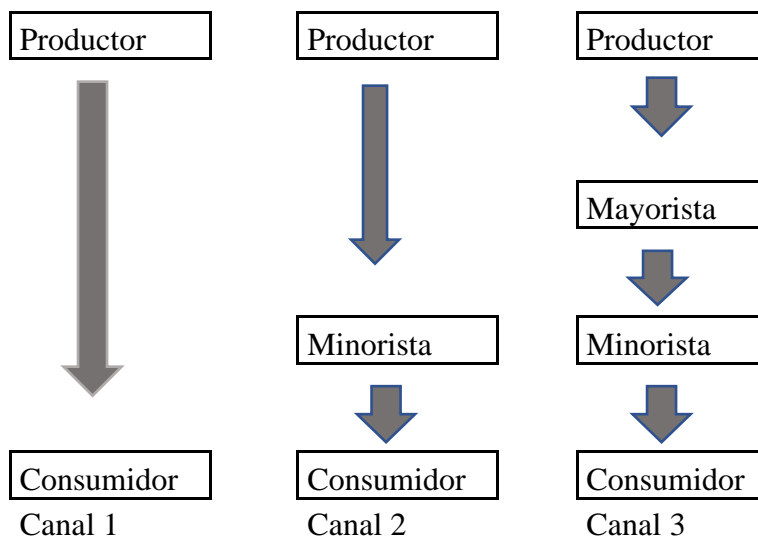 Productor
Productor
Productor
Mayorista
Minorista
Minorista
Consumidor
Consumidor
Consumidor
Canal 1
Canal 2
Canal 3